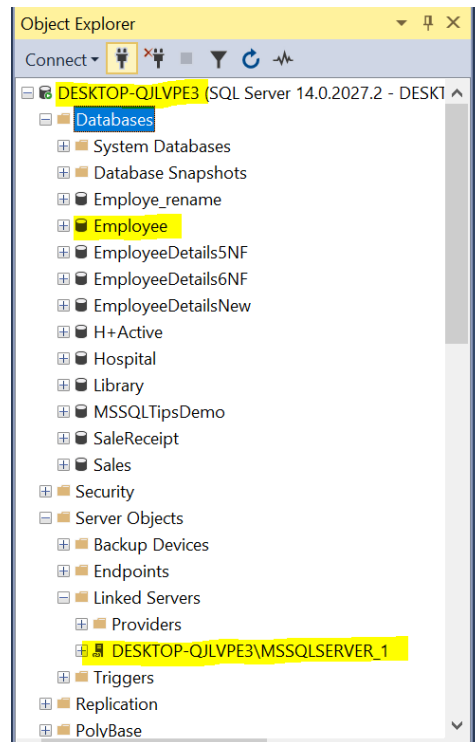 Object Explorer
Connect
DESKTOP-QJLVPE3 (SQL Server 14.0.2027.2 - DESKT
Databases
System Databases
Database Snapshots
Employe_rename
Employee
EmployeeDetails5NF
EmployeeDetails6NF
EmployeeDetailsNew
H+Active
Hospital
Library
MSSQLTipsDemo
SaleReceipt
Sales
Security
Server Objects
Backup Devices
Endpoints
Linked Servers
Providers
DESKTOP-QJLVPE3\MSSQLSERVER_1
Triggers
Replication
PolyBase